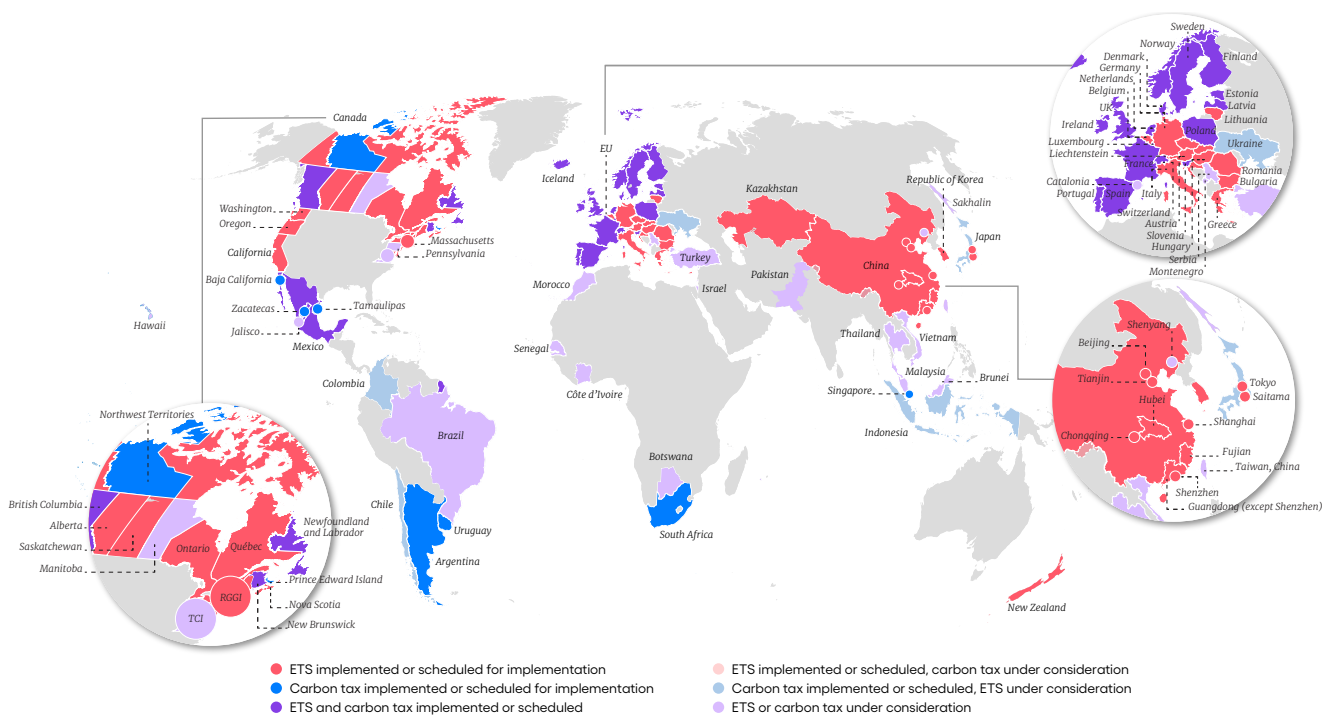 Canada
Washington
Oregon
California
Baja California
Zacatecas
Jalisco
Mexico
Hawaii
Massachusetts
Pennsylvania
Tamaulipas
Colombia
Brazil
Chile
Uruguay
Argentina
Iceland
EU
Morocco
Senegal
Côte d'Ivoire
Botswana
South Africa
Turkey
Israel
Kazakhstan
Pakistan
China
Republic of Korea
Sakhalin
Japan
Thailand
Vietnam
Malaysia
Brunei
Singapore
Indonesia
New Zealand
Sweden
Norway
Finland
Denmark
Germany
Netherlands
Belgium
UK
Ireland
Luxembourg
Liechtenstein
Estonia
Latvia
Lithuania
Poland
Ukraine
France
Catalonia
Portugal
Spain
Italy
Romania
Bulgaria
Switzerland
Austria
Slovenia
Hungary
Serbia
Montenegro
Greece
Shenyang
Beijing
Tianjin
Hubei
Chongqing
Tokyo
Saitama
Shanghai
Fujian
Taiwan, China
Shenzhen
Guangdong (except Shenzhen)
Northwest Territories
British Columbia
Alberta
Saskatchewan
Manitoba
Ontario
Québec
Newfoundland
and Labrador
Prince Edward Island
Nova Scotia
New Brunswick
RGGI
TCI
ETS implemented or scheduled for implementation
Carbon tax implemented or scheduled for implementation
ETS and carbon tax implemented or scheduled
ETS implemented or scheduled, carbon tax under consideration
Carbon tax implemented or scheduled, ETS under consideration
ETS or carbon tax under consideration